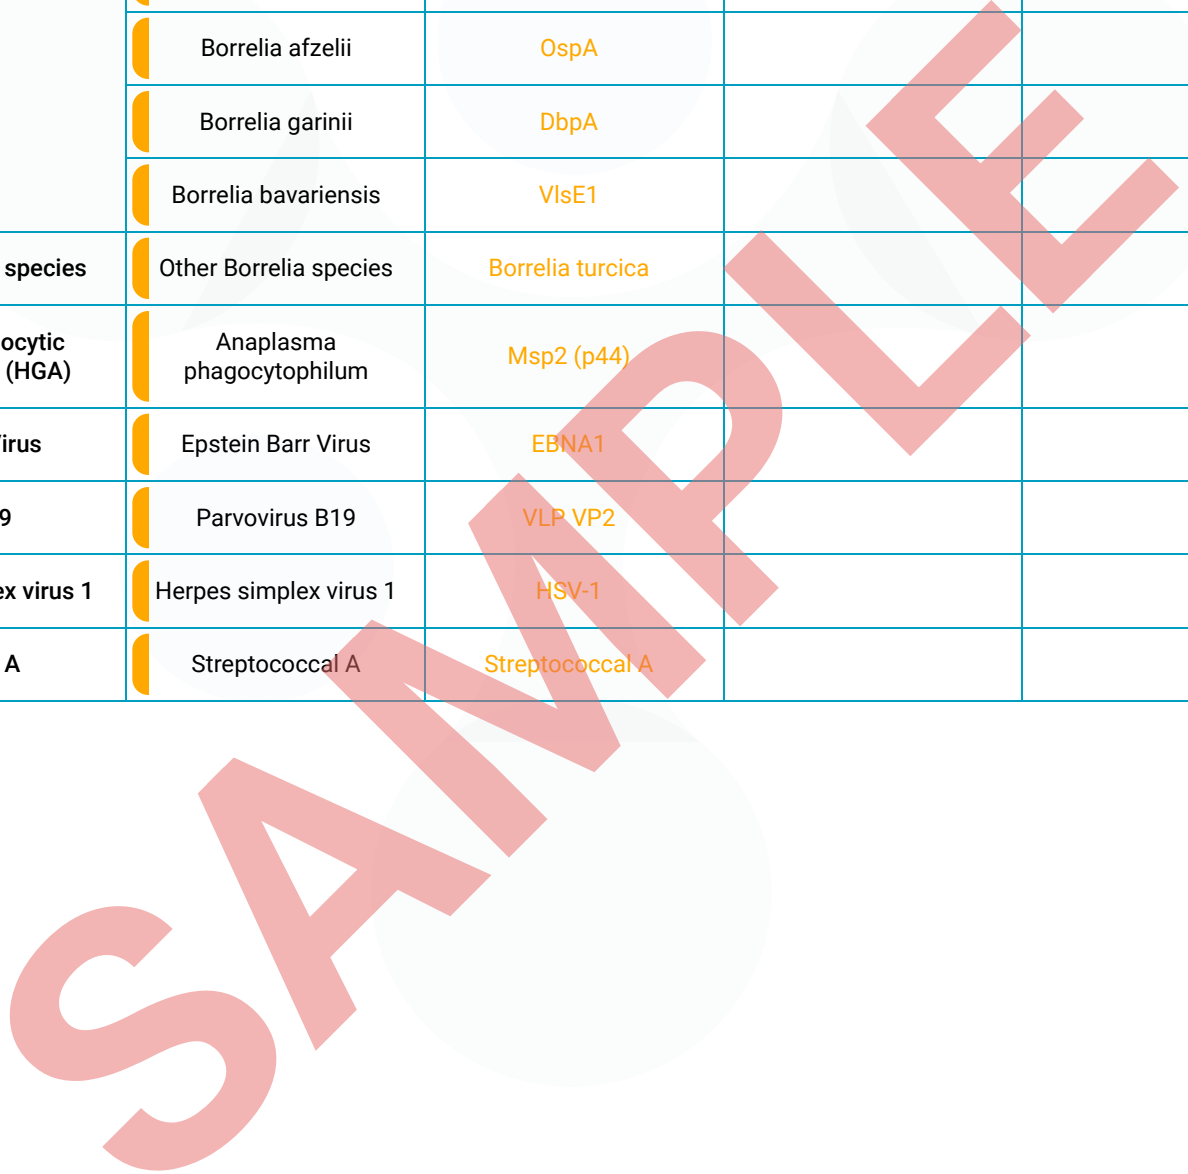 Borrelia afzelii OspA
Borrelia garinii DbpA
Borrelia bavariensis VlsE1
species Other Borrelia species Borrelia turcica
ocytic
(HGA) Anaplasma
phagocytophilum Msp2 (p44)
irus Epstein Barr Virus EBNA1
9 Parvovirus B19 VLP VP2
ex virus 1 Herpes simplex virus 1 HSV-1
A Streptococcal A Streptococcal A
SAMPLE